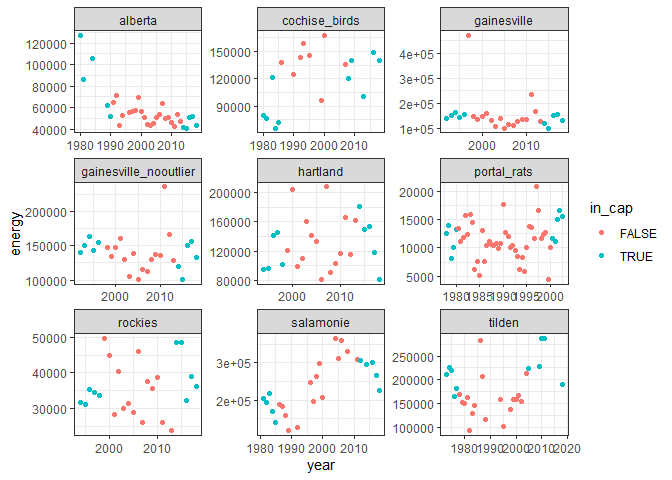 alberta
cochise_birds
gainesville
120000
100000
80000
60000
40000
1980 1990 2000 2010
150000
120000
90000
1980 1990 2000 2010
4e+05
3e+05
2e+05
1e+05
2000 2010
gainesville_nooutlier
hartland
portal_rats
200000
150000
100000
2000 2010
200000
160000
120000
80000
2000 2010
20000
15000
10000
5000
1980 1985 1990 1995 2000
rockies
salamonie
tilden
50000
40000
30000
2000 2010
3e+05
2e+05
1980 1990 2000 2010
250000
200000
150000
100000
1980 1990 2000 2010 2020
energy
year
in_cap
FALSE
TRUE